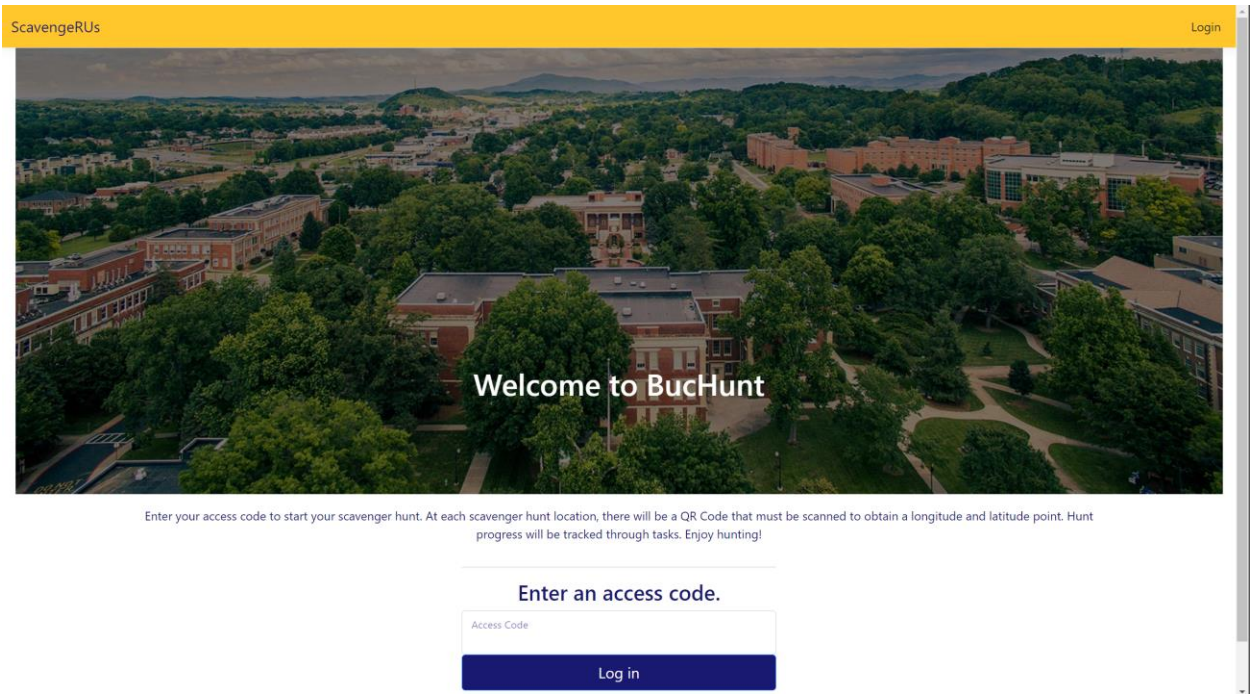 ScavengeRUs
Login
Welcome to BucHunt
Enter your access code to start your scavenger hunt. At each scavenger hunt location, there will be a QR Code that must be scanned to obtain a longitude and latitude point. Hunt
progress will be tracked through tasks. Enjoy hunting!
Enter an access code.
Access Code
Log in